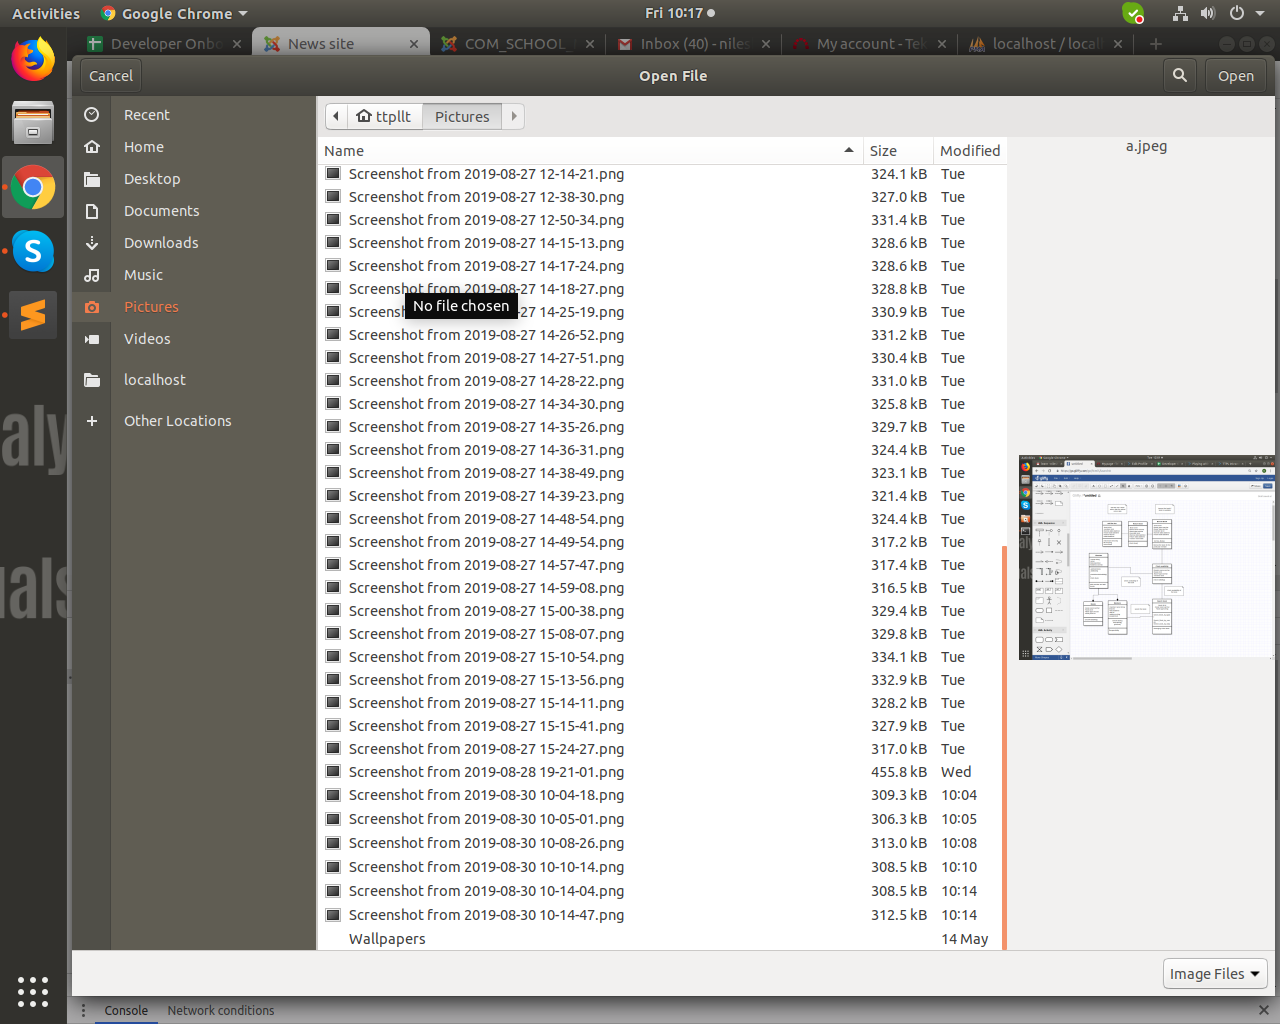 Activities Google Chrome Fri 10:17
Developer Onbo × News site × COM_SCHOOL_ × Inbox (40) - niles × My account - Tek × localhost / local × +
Cancel Open File Open
Recent
Home
Desktop
Documents
Downloads
Music
Pictures
Videos
localhost
Other Locations
ttpllt Pictures
Name Size Modified
Screenshot from 2019-08-27 12-14-21.png 324.1 kB Tue
Screenshot from 2019-08-27 12-38-30.png 327.0 kB Tue
Screenshot from 2019-08-27 12-50-34.png 331.4 kB Tue
Screenshot from 2019-08-27 14-15-13.png 328.6 kB Tue
Screenshot from 2019-08-27 14-17-24.png 328.6 kB Tue
Screenshot from 2019-08-27 14-18-27.png 328.8 kB Tue
No file chosen
Screenshot 27 14-25-19.png 330.9 kB Tue
Screenshot from 2019-08-27 14-26-52.png 331.2 kB Tue
Screenshot from 2019-08-27 14-27-51.png 330.4 kB Tue
Screenshot from 2019-08-27 14-28-22.png 331.0 kB Tue
Screenshot from 2019-08-27 14-34-30.png 325.8 kB Tue
Screenshot from 2019-08-27 14-35-26.png 329.7 kB Tue
Screenshot from 2019-08-27 14-36-31.png 324.4 kB Tue
Screenshot from 2019-08-27 14-38-49.png 323.1 kB Tue
Screenshot from 2019-08-27 14-39-23.png 321.4 kB Tue
Screenshot from 2019-08-27 14-48-54.png 324.4 kB Tue
Screenshot from 2019-08-27 14-49-54.png 317.2 kB Tue
Screenshot from 2019-08-27 14-57-47.png 317.4 kB Tue
Screenshot from 2019-08-27 14-59-08.png 316.5 kB Tue
Screenshot from 2019-08-27 15-00-38.png 329.4 kB Tue
Screenshot from 2019-08-27 15-08-07.png 329.8 kB Tue
Screenshot from 2019-08-27 15-10-54.png 334.1 kB Tue
Screenshot from 2019-08-27 15-13-56.png 332.9 kB Tue
Screenshot from 2019-08-27 15-14-11.png 328.2 kB Tue
Screenshot from 2019-08-27 15-15-41.png 327.9 kB Tue
Screenshot from 2019-08-27 15-24-27.png 317.0 kB Tue
Screenshot from 2019-08-28 19-21-01.png 455.8 kB Wed
Screenshot from 2019-08-30 10-04-18.png 309.3 kB 10:04
Screenshot from 2019-08-30 10-05-01.png 306.3 kB 10:05
Screenshot from 2019-08-30 10-08-26.png 313.0 kB 10:08
Screenshot from 2019-08-30 10-10-14.png 308.5 kB 10:10
Screenshot from 2019-08-30 10-14-04.png 308.5 kB 10:14
Screenshot from 2019-08-30 10-14-47.png 312.5 kB 10:14
Wallpapers 14 May
a.jpeg
Image Files
Console Network conditions
aly
uals